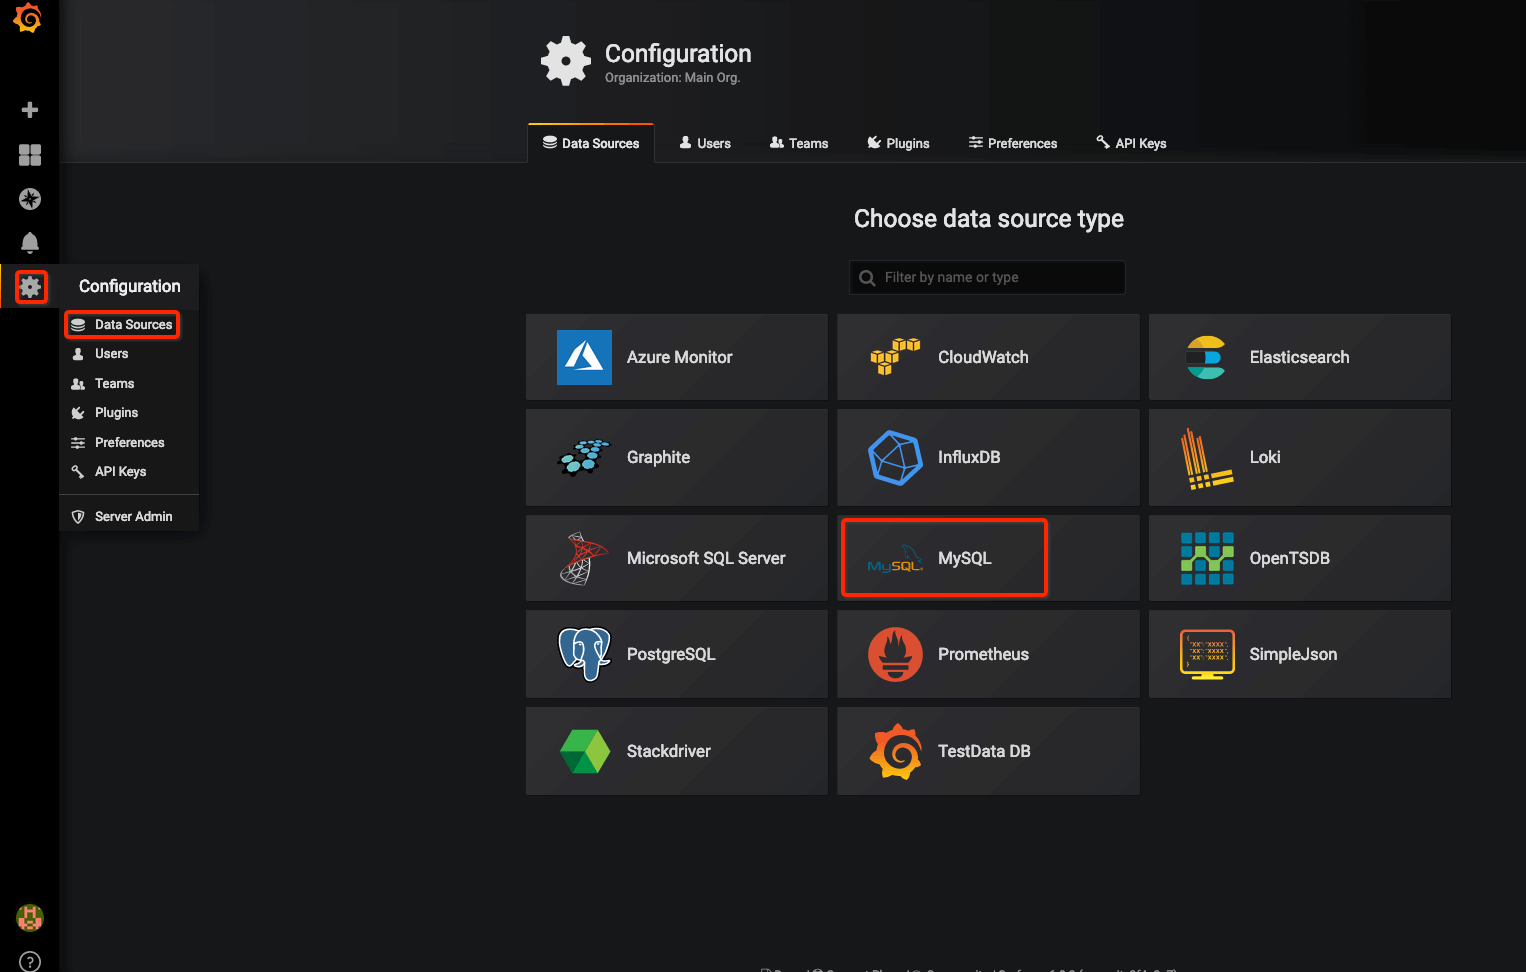 Configuration
Organization: Main Org.
Data Sources
Users
Teams
Plugins
Preferences
API Keys
Configuration
Data Sources
Users
Teams
Plugins
Preferences
API Keys
Server Admin
Choose data source type
Filter by name or type
Azure Monitor
CloudWatch
Elasticsearch
Graphite
InfluxDB
Loki
Microsoft SQL Server
MySQL
MySQL
OpenTSDB
PostgreSQL
Prometheus
SimpleJson
Stackdriver
TestData DB